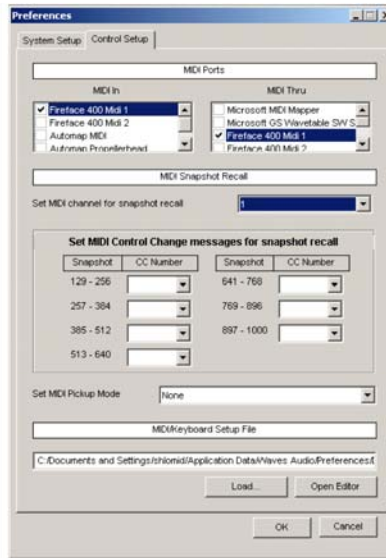 Preferences
System Setup Control Setup
MIDI Ports
MIDI In MIDI Thru
Fireface 400 Midi 1
Fireface 400 Midi 2
Automap MIDI
Automap Propellerhead
Microsoft MIDI Mapper
Microsoft GS Wavetable SW S
Fireface 400 Midi 1
Fireface 400 Midi 2
MIDI Snapshot Recall
Set MIDI channel for snapshot recall 1
Set MIDI Control Change messages for snapshot recall
Snapshot CC Number Snapshot CC Number
129 - 256 641 - 768
257 - 384 769 - 896
385 - 512 897 - 1000
513 - 640
Set MIDI Pickup Mode None
MIDI/Keyboard Setup File
C:/Documents and Settings/shlomid/Application Data/Waves Audio/Preferences/
Load... Open Editor
OK Cancel